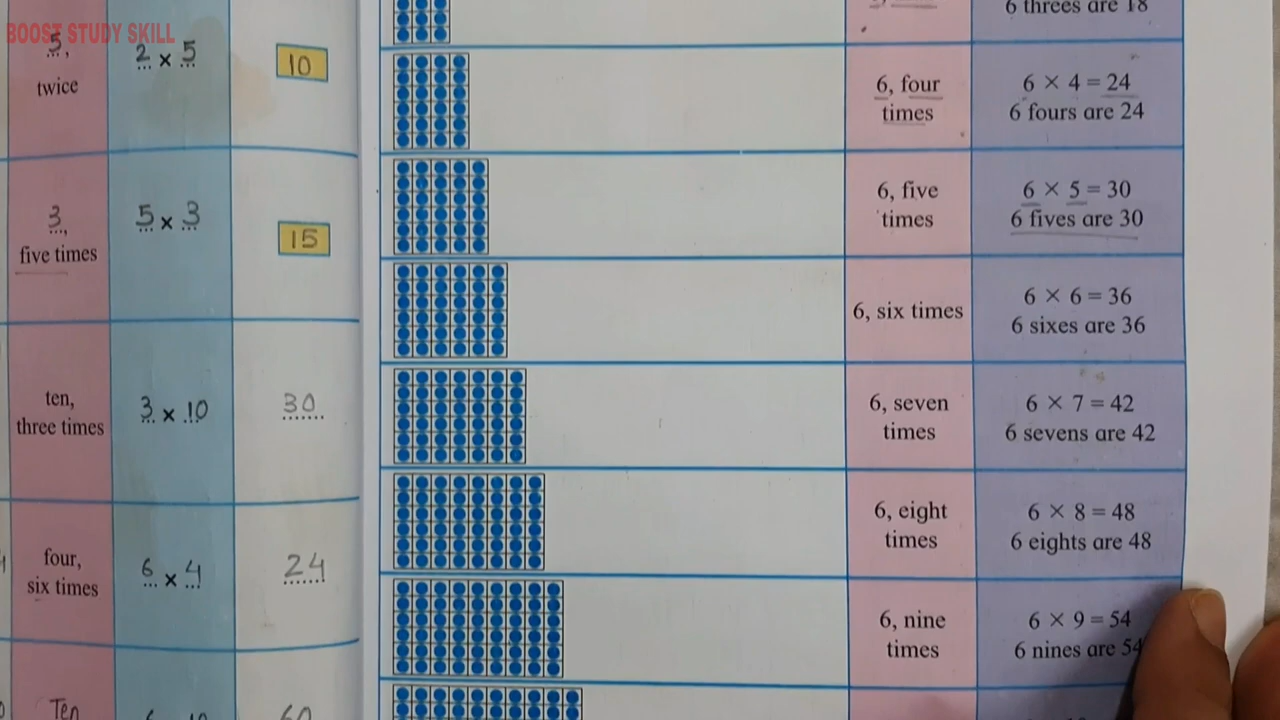 BOOST STUDY SKILL
5,
twice
2 × 5
10
3,
five times
5 × 3
15
ten,
three times
3 × 10
30
four,
six times
6 × 4
24
Ten
60
6 threes are 18
6, four
times
6 × 4 = 24
6 fours are 24
6, five
times
6 × 5 = 30
6 fives are 30
6, six times
6 × 6 = 36
6 sixes are 36
6, seven
times
6 × 7 = 42
6 sevens are 42
6, eight
times
6 × 8 = 48
6 eights are 48
6, nine
times
6 × 9 = 54
6 nines are 54